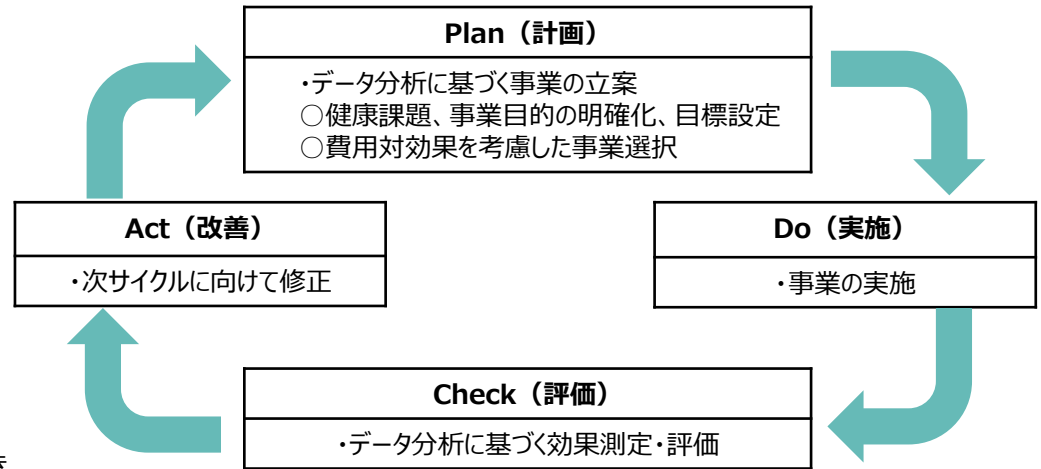 Plan（計画）
・データ分析に基づく事業の立案
○健康課題、事業目的の明確化、目標設定
○費用対効果を考慮した事業選択
Act（改善）
・次サイクルに向けて修正
Do（実施）
・事業の実施
Check（評価）
・データ分析に基づく効果測定・評価